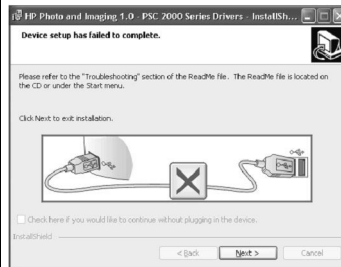 HP Photo and Imaging 1.0 - PSC 2000 Series Drivers - InstallSh...
Device setup has failed to complete.
Please refer to the "Troubleshooting" section of the ReadMe file. The ReadMe file is located on
the CD or under the Start menu.
Click Next to exit installation.
Check here if you would like to continue without plugging in the device.
InstallShield
< Back
Next >
Cancel